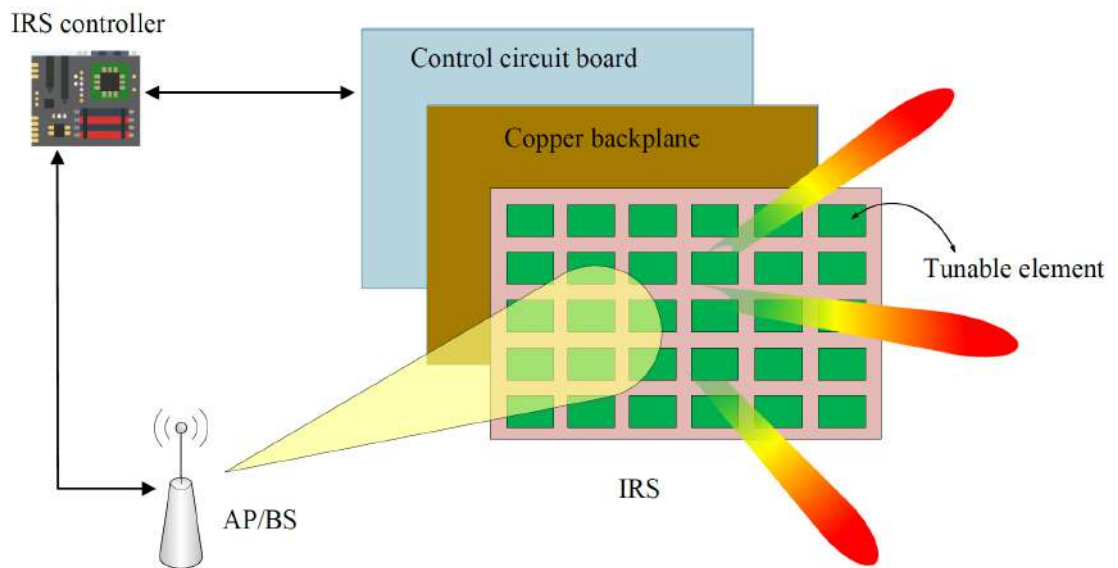 IRS controller
Control circuit board
Copper backplane
Tunable element
IRS
AP/BS